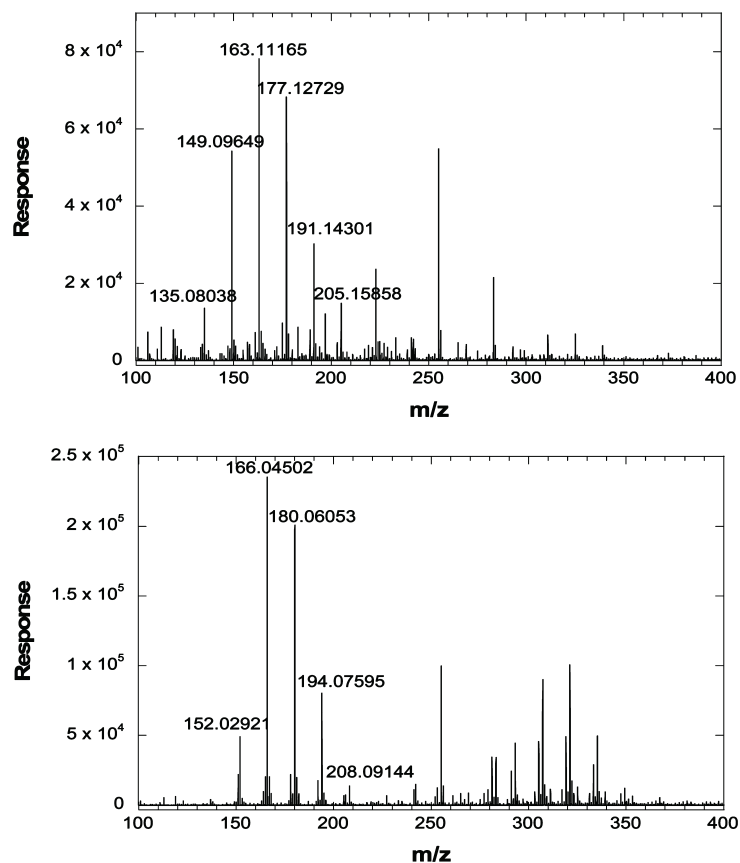 Response
8 x 10⁴
6 x 10⁴
4 x 10⁴
2 x 10⁴
0
163.11165
177.12729
149.09649
191.14301
135.08038
205.15858
100 150 200 250 300 350 400
m/z
Response
2.5 x 10⁵
2 x 10⁵
1.5 x 10⁵
1 x 10⁵
5 x 10⁴
0
166.04502
180.06053
194.07595
152.02921
208.09144
100 150 200 250 300 350 400
m/z